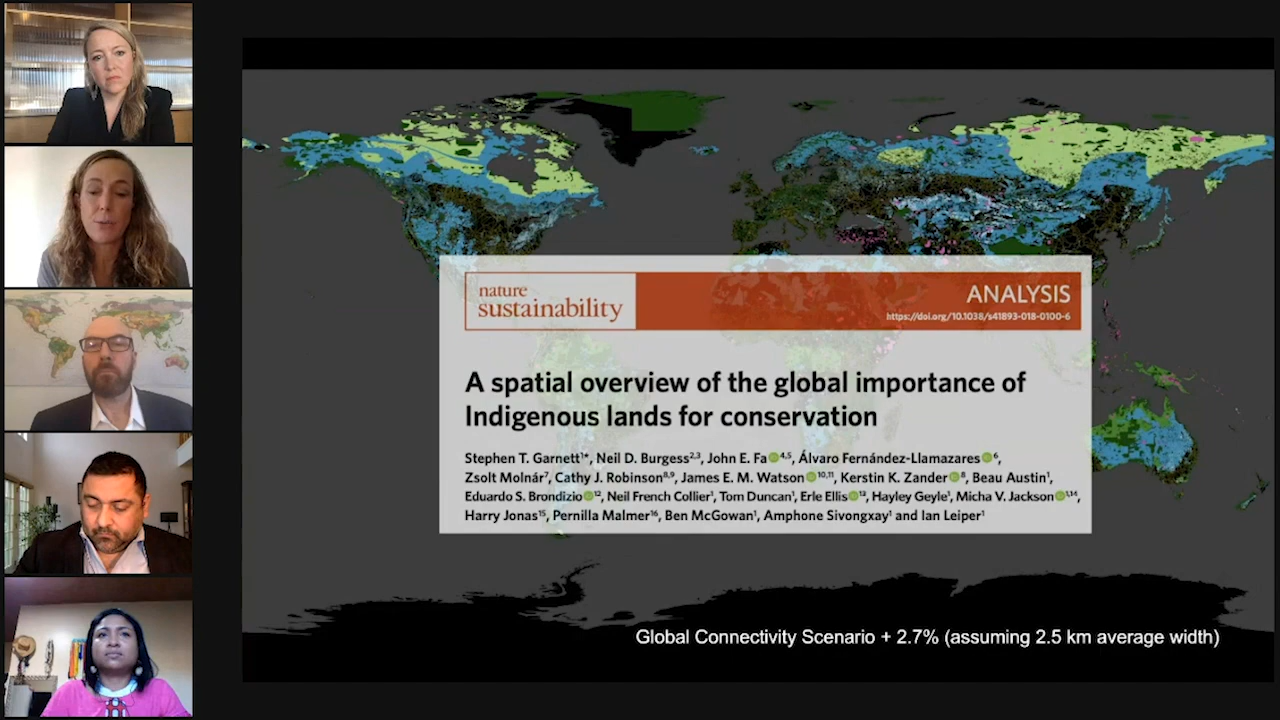 nature
sustainability
ANALYSIS
https://doi.org/10.1038/s41893-018-0100-6
A spatial overview of the global importance of
Indigenous lands for conservation
Stephen T. Garnett¹*, Neil D. Burgess²,³, John E. Fa⁴,⁵, Álvaro Fernández-Llamazares⁶,
Zsolt Molnár⁷, Cathy J. Robinson⁸,⁹, James E. M. Watson¹⁰,¹¹, Kerstin K. Zander⁸, Beau Austin¹,
Eduardo S. Brondizio¹², Neil French Collier¹, Tom Duncan¹, Erle Ellis¹³, Hayley Geyle¹, Micha V. Jackson¹,¹⁴,
Harry Jonas¹⁵, Pernilla Malmer¹⁶, Ben McGowan¹, Amphone Sivongxay¹ and Ian Leiper¹
Global Connectivity Scenario + 2.7% (assuming 2.5 km average width)